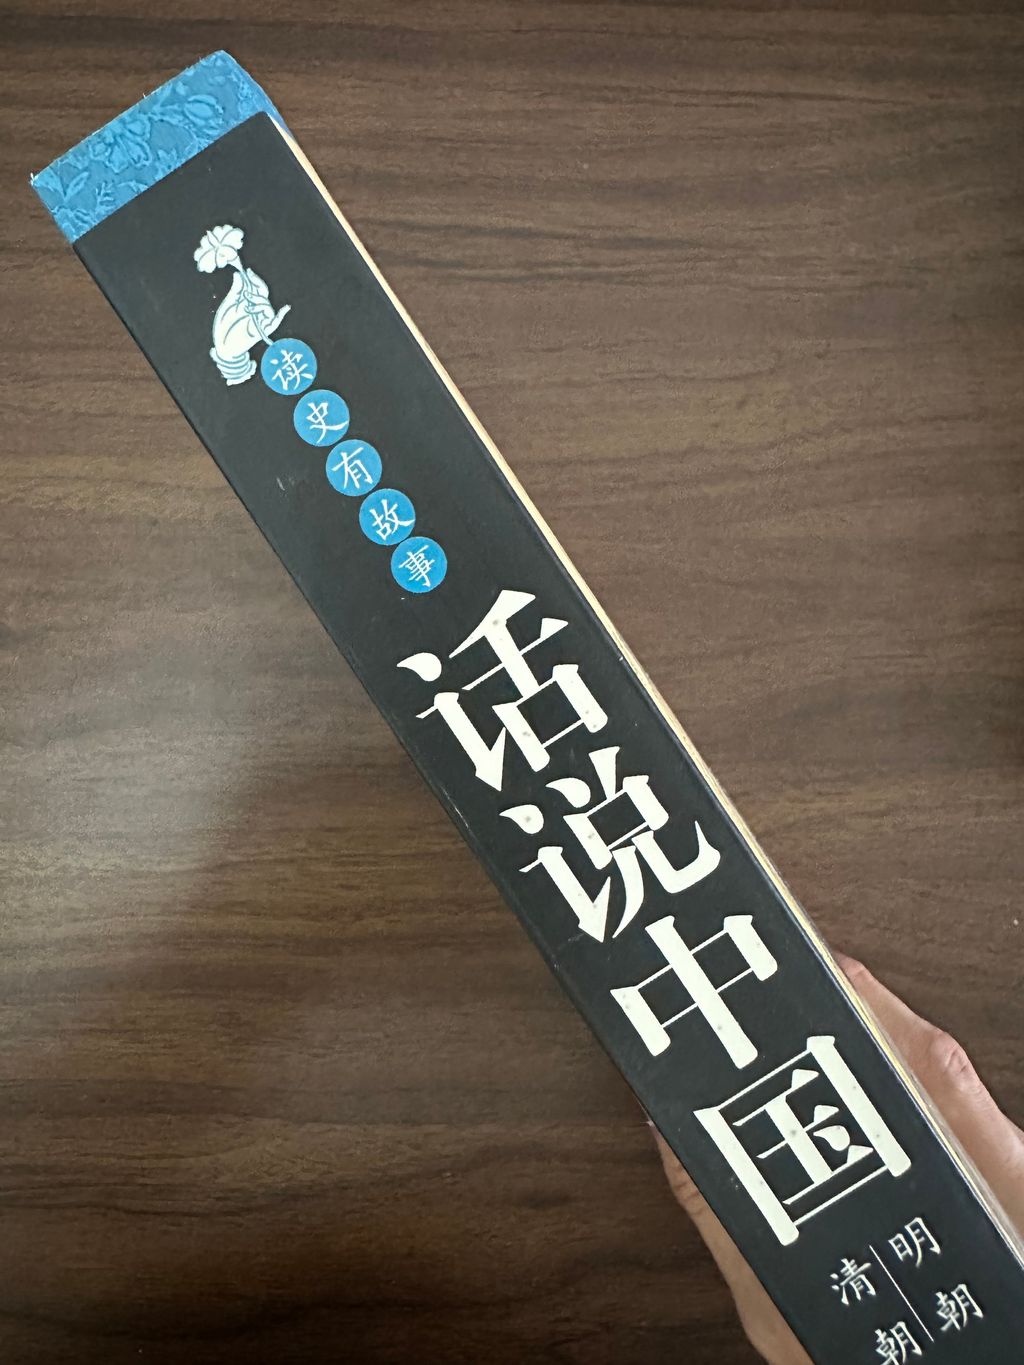 读史有故事
话说中国
明朝
清朝